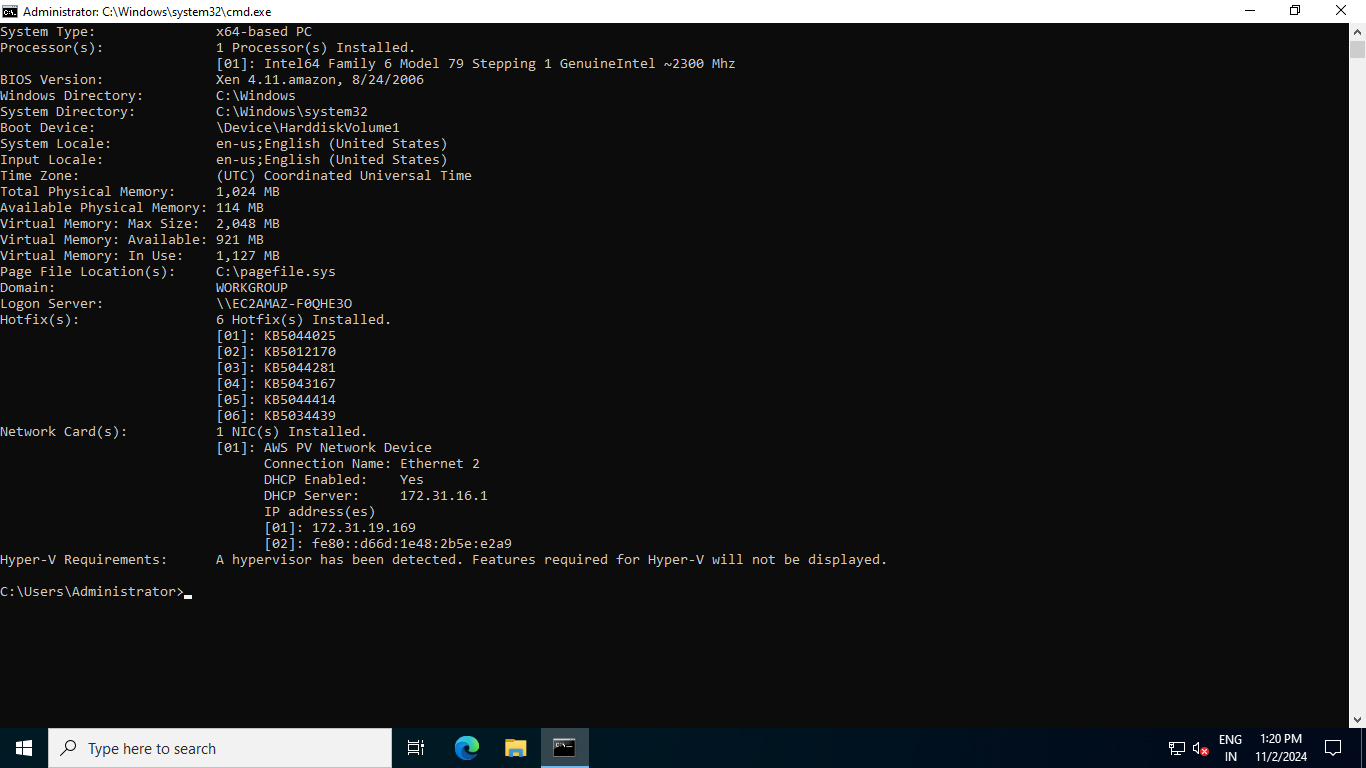 Administrator: C:\Windows\system32\cmd.exe
System Type:               x64-based PC
Processor(s):              1 Processor(s) Installed.
                           [01]: Intel64 Family 6 Model 79 Stepping 1 GenuineIntel ~2300 Mhz
BIOS Version:              Xen 4.11.amazon, 8/24/2006
Windows Directory:         C:\Windows
System Directory:          C:\Windows\system32
Boot Device:               \Device\HarddiskVolume1
System Locale:             en-us;English (United States)
Input Locale:              en-us;English (United States)
Time Zone:                 (UTC) Coordinated Universal Time
Total Physical Memory:     1,024 MB
Available Physical Memory: 114 MB
Virtual Memory: Max Size:  2,048 MB
Virtual Memory: Available: 921 MB
Virtual Memory: In Use:    1,127 MB
Page File Location(s):     C:\pagefile.sys
Domain:                    WORKGROUP
Logon Server:              \\EC2AMAZ-F0QHE3O
Hotfix(s):                 6 Hotfix(s) Installed.
                           [01]: KB5044025
                           [02]: KB5012170
                           [03]: KB5044281
                           [04]: KB5043167
                           [05]: KB5044414
                           [06]: KB5034439
Network Card(s):           1 NIC(s) Installed.
                           [01]: AWS PV Network Device
                                 Connection Name: Ethernet 2
                                 DHCP Enabled:    Yes
                                 DHCP Server:     172.31.16.1
                                 IP address(es)
                                 [01]: 172.31.19.169
                                 [02]: fe80::d66d:1e48:2b5e:e2a9
Hyper-V Requirements:      A hypervisor has been detected. Features required for Hyper-V will not be displayed.
C:\Users\Administrator>
Type here to search
ENG
IN
1:20 PM
11/2/2024